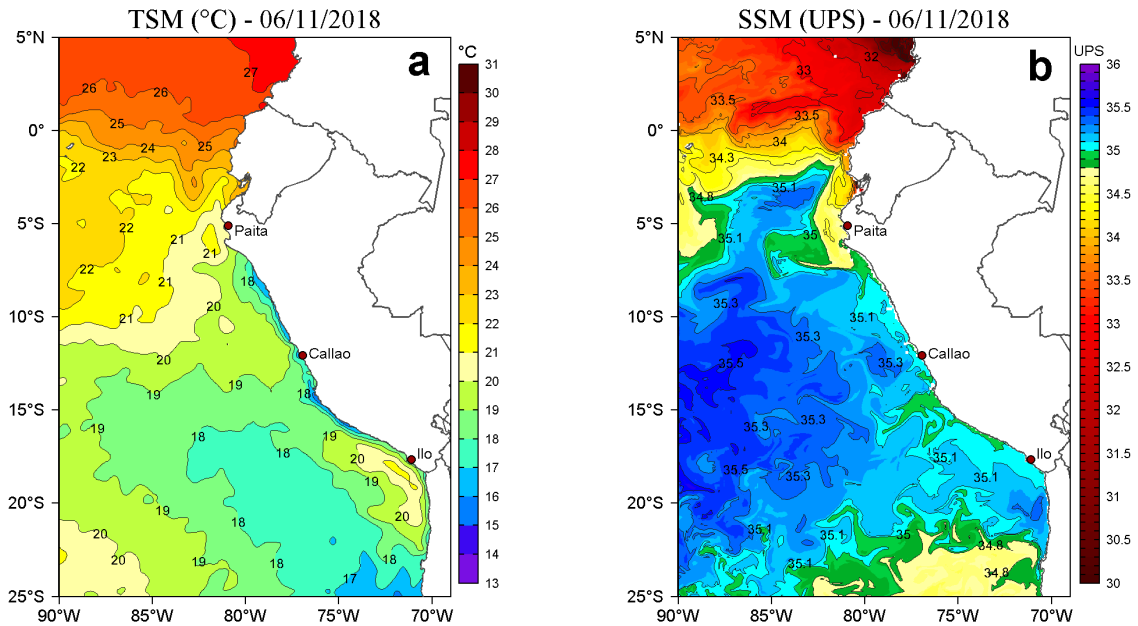 TSM (°C) - 06/11/2018
a
°C
5°N
0°
5°S
10°S
15°S
20°S
25°S
90°W
85°W
80°W
75°W
70°W
31
30
29
28
27
26
25
24
23
22
21
20
19
18
17
16
15
14
13
27
26
26
25
25
24
23
22
22
21
21
22
21
18
20
21
20
19
19
18
19
18
19
18
20
19
20
19
18
20
20
19
18
18
17
Paita
Callao
Ilo
SSM (UPS) - 06/11/2018
b
UPS
5°N
0°
5°S
10°S
15°S
20°S
25°S
90°W
85°W
80°W
75°W
70°W
36
35.5
35
34.5
34
33.5
33
32.5
32
31.5
31
30.5
30
32
33
33.5
33.5
34
34.3
35.1
34.8
35.1
35
35.3
35.1
35.3
35.5
35.3
35.3
35.3
35.5
35.3
35.1
35.1
35.1
35.1
35
34.8
35.1
34.8
Paita
Callao
Ilo